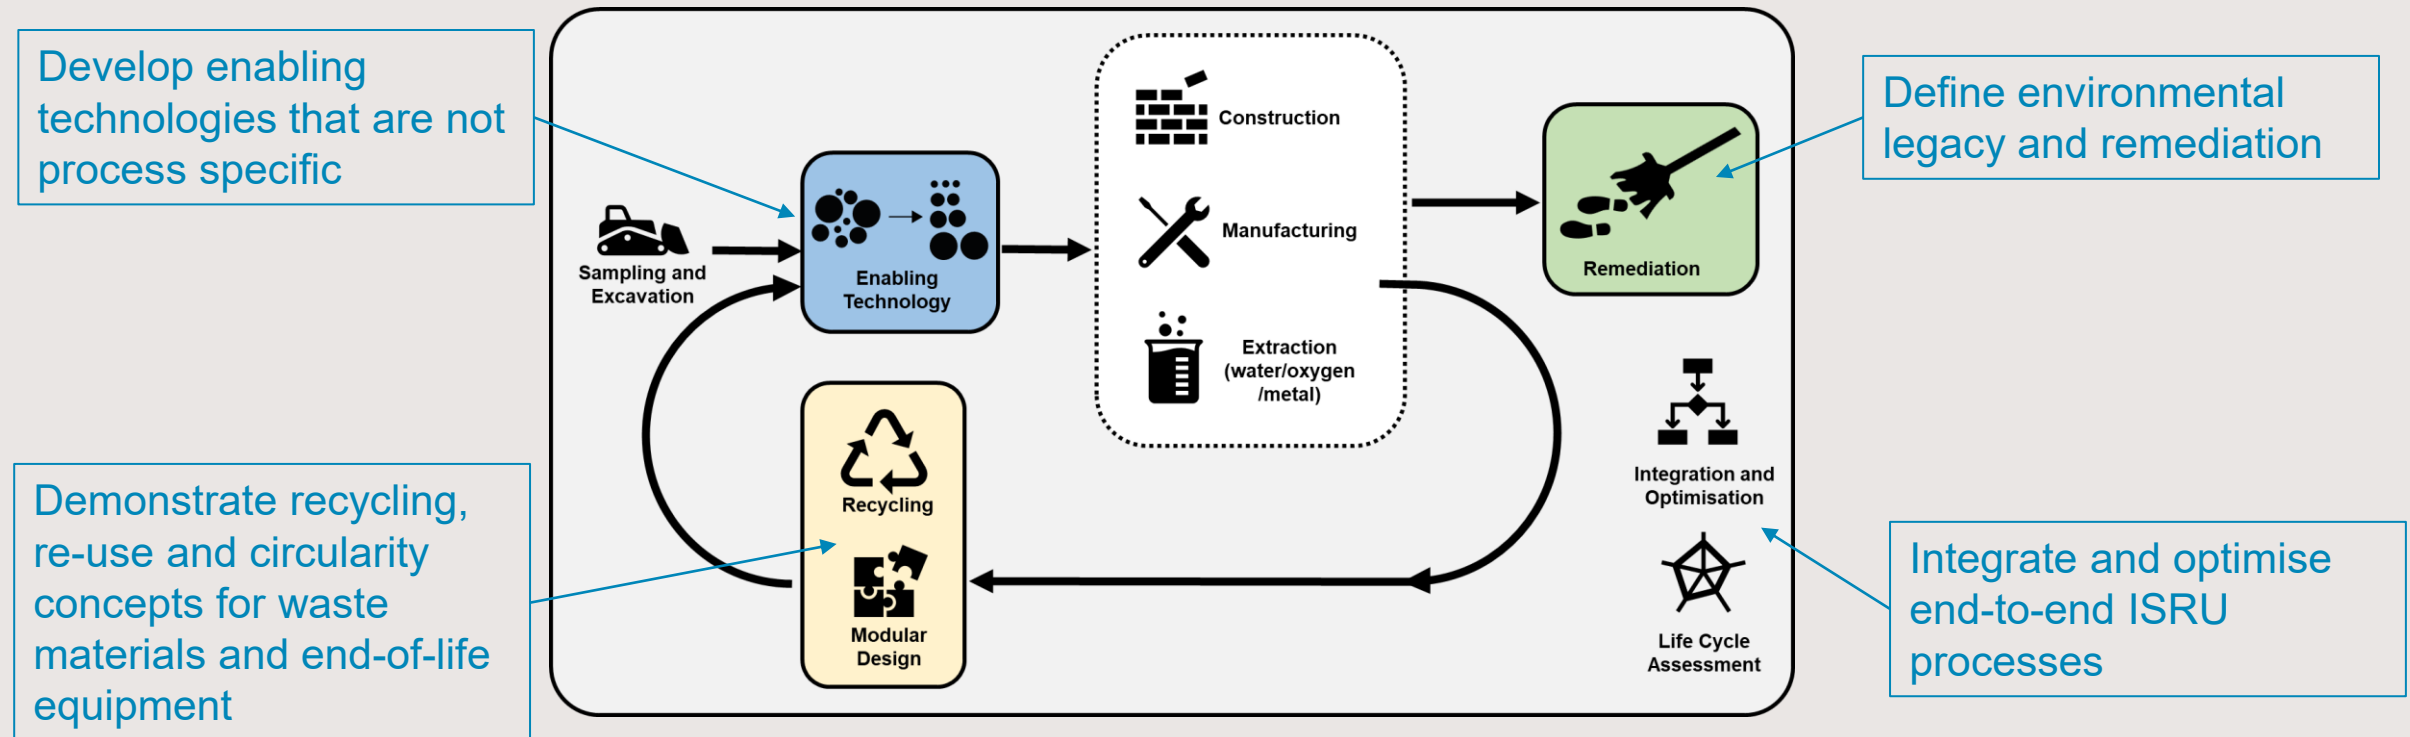 Develop enabling
technologies that are not
process specific
Construction
Manufacturing
Extraction
(water/oxygen
/metal)
Sampling and
Excavation
Enabling
Technology
Remediation
Define environmental
legacy and remediation
Demonstrate recycling,
re-use and circularity
concepts for waste
materials and end-of-life
equipment
Recycling
Modular
Design
Integration and
Optimisation
Life Cycle
Assessment
Integrate and optimise
end-to-end ISRU
processes